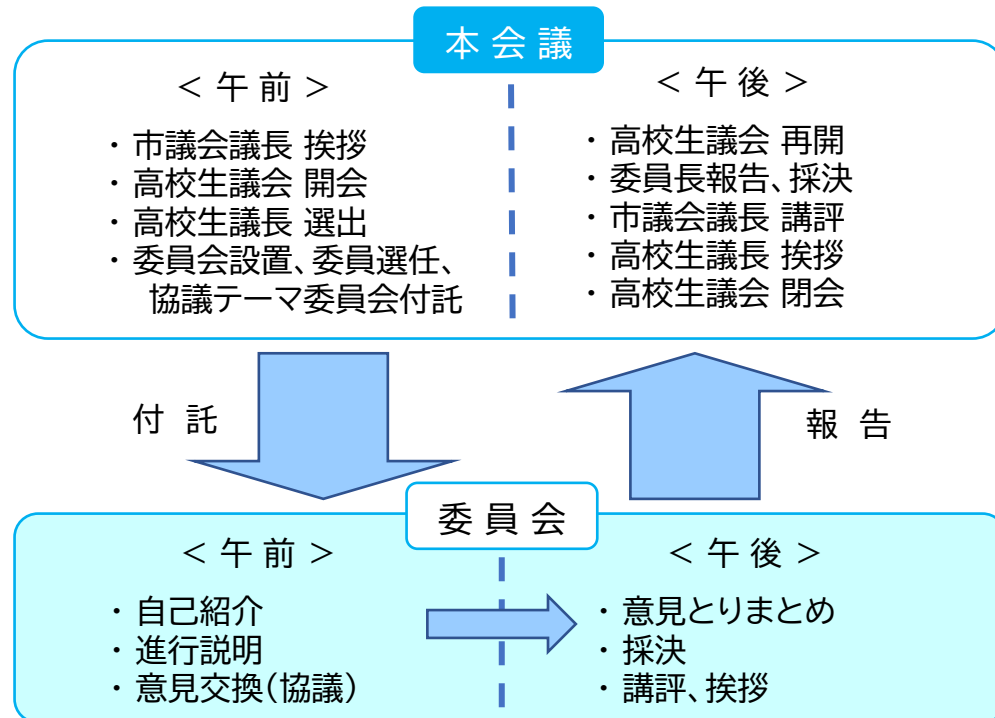 本会議
＜午前＞
・市議会議長 挨拶
・高校生議会 開会
・高校生議長 選出
・委員会設置、委員選任、
協議テーマ委員会付託
＜午後＞
・高校生議会 再開
・委員長報告、採決
・市議会議長 講評
・高校生議長 挨拶
・高校生議会 閉会
付託
報告
委員会
＜午前＞
・自己紹介
・進行説明
・意見交換（協議）
＜午後＞
・意見とりまとめ
・採決
・講評、挨拶